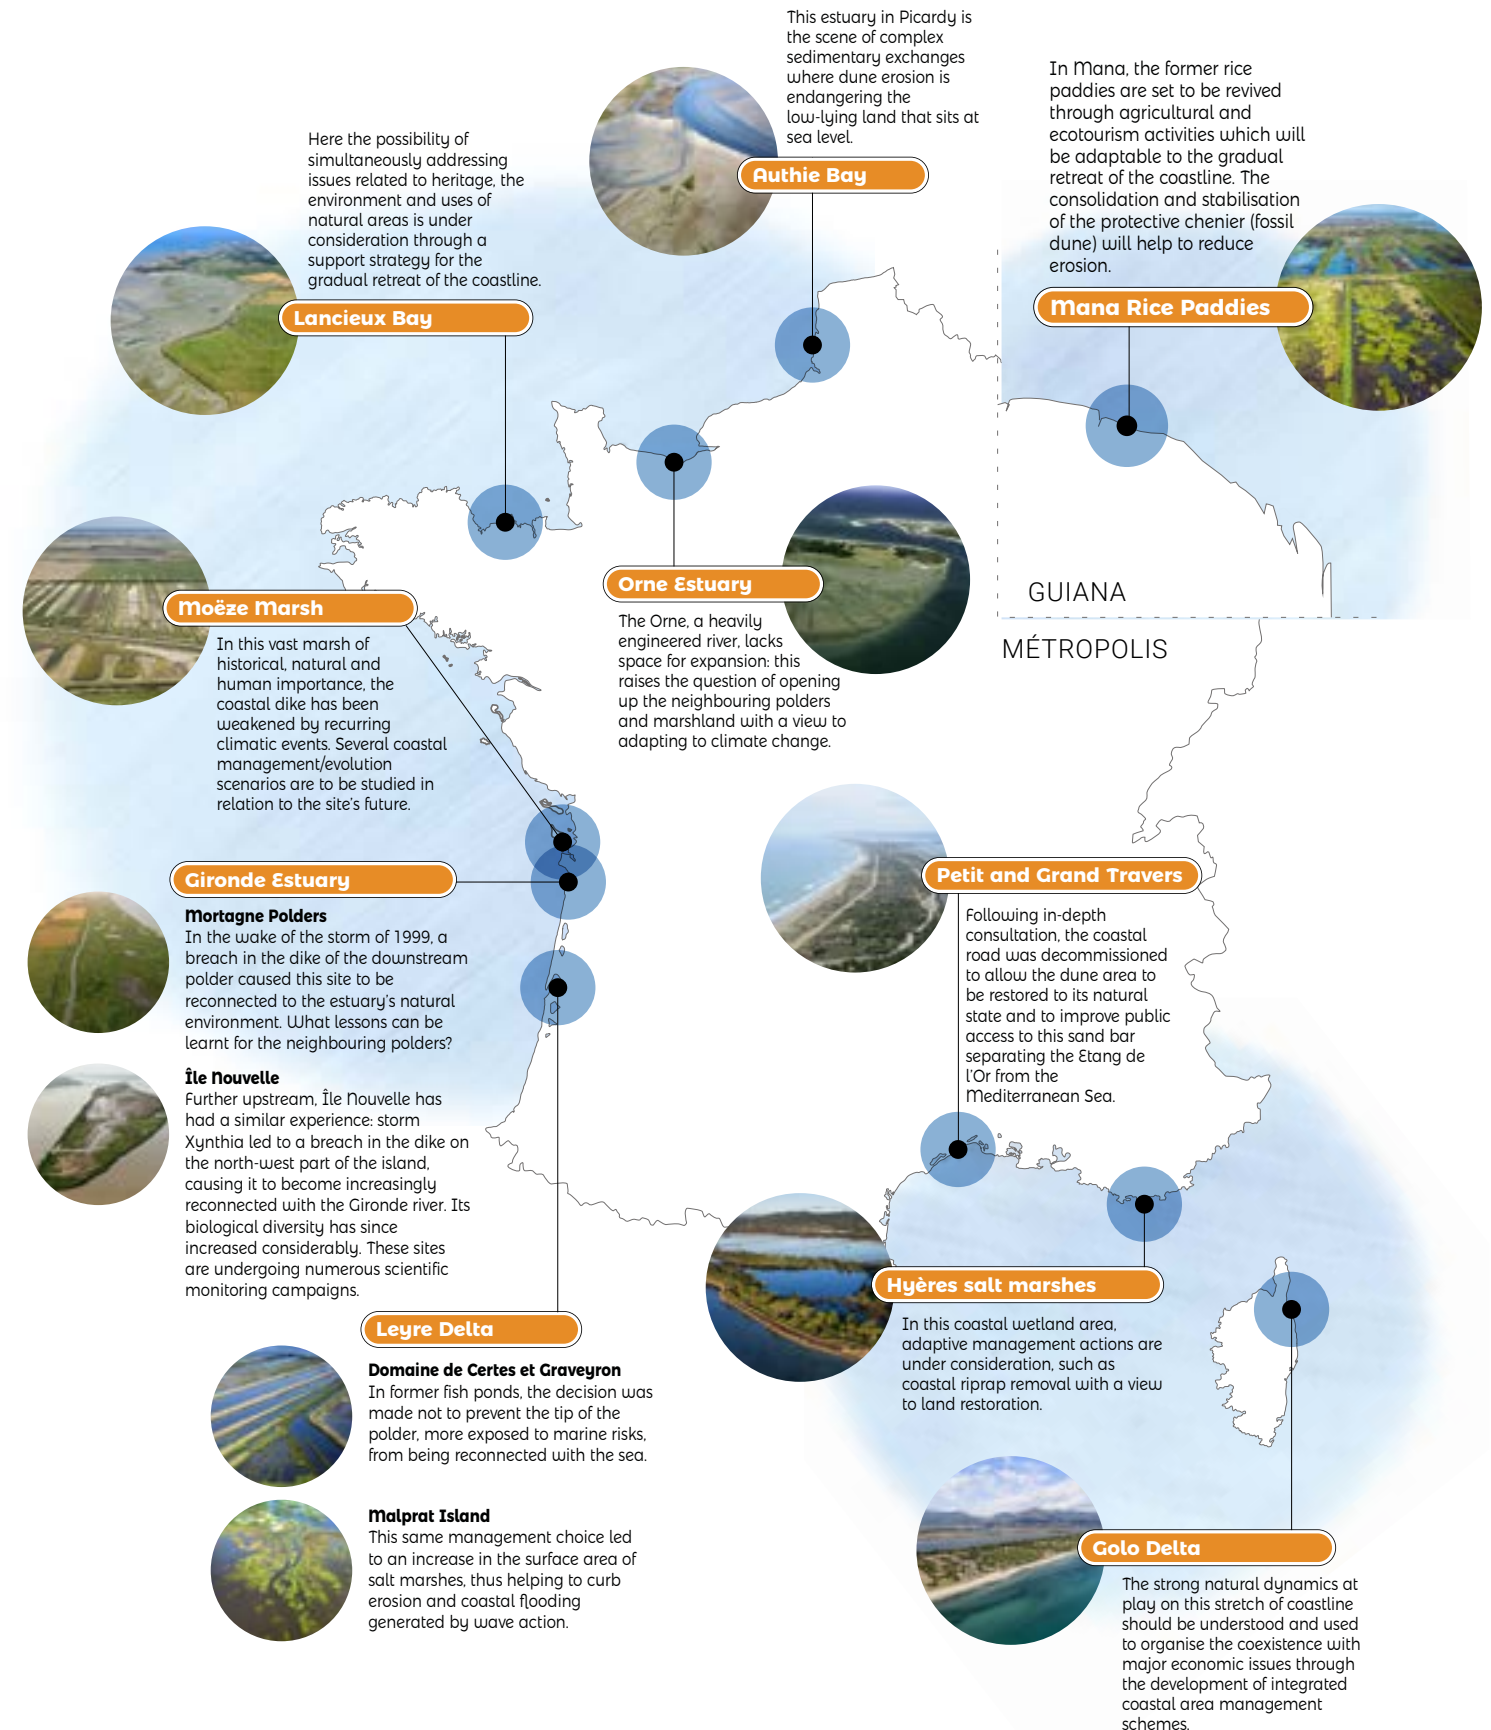 This estuary in Picardy is
the scene of complex
sedimentary exchanges
where dune erosion is
endangering the
low-lying land that sits at
sea level.
Authie Bay
In Mana, the former rice
paddies are set to be revived
through agricultural and
ecotourism activities which will
be adaptable to the gradual
retreat of the coastline. The
consolidation and stabilisation
of the protective chenier (fossil
dune) will help to reduce
erosion.
Mana Rice Paddies
Here the possibility of
simultaneously addressing
issues related to heritage, the
environment and uses of
natural areas is under
consideration through a
support strategy for the
gradual retreat of the coastline.
Lancieux Bay
GUIANA
MÉTROPOLIS
Orne Estuary
The Orne, a heavily
engineered river, lacks
space for expansion: this
raises the question of opening
up the neighbouring polders
and marshland with a view to
adapting to climate change.
Moëze Marsh
In this vast marsh of
historical, natural and
human importance, the
coastal dike has been
weakened by recurring
climatic events. Several coastal
management/evolution
scenarios are to be studied in
relation to the site's future.
Gironde Estuary
Mortagne Polders
In the wake of the storm of 1999, a
breach in the dike of the downstream
polder caused this site to be
reconnected to the estuary's natural
environment. What lessons can be
learnt for the neighbouring polders?
Île Nouvelle
Further upstream, Île Nouvelle has
had a similar experience: storm
Xynthia led to a breach in the dike on
the north-west part of the island,
causing it to become increasingly
reconnected with the Gironde river. Its
biological diversity has since
increased considerably. These sites
are undergoing numerous scientific
monitoring campaigns.
Petit and Grand Travers
Following in-depth
consultation, the coastal
road was decommissioned
to allow the dune area to
be restored to its natural
state and to improve public
access to this sand bar
separating the Etang de
l'Or from the
Mediterranean Sea.
Hyères salt marshes
In this coastal wetland area,
adaptive management actions are
under consideration, such as
coastal riprap removal with a view
to land restoration.
Leyre Delta
Domaine de Certes et Graveyron
In former fish ponds, the decision was
made not to prevent the tip of the
polder, more exposed to marine risks,
from being reconnected with the sea.
Malprat Island
This same management choice led
to an increase in the surface area of
salt marshes, thus helping to curb
erosion and coastal flooding
generated by wave action.
Golo Delta
The strong natural dynamics at
play on this stretch of coastline
should be understood and used
to organise the coexistence with
major economic issues through
the development of integrated
coastal area management
schemes.